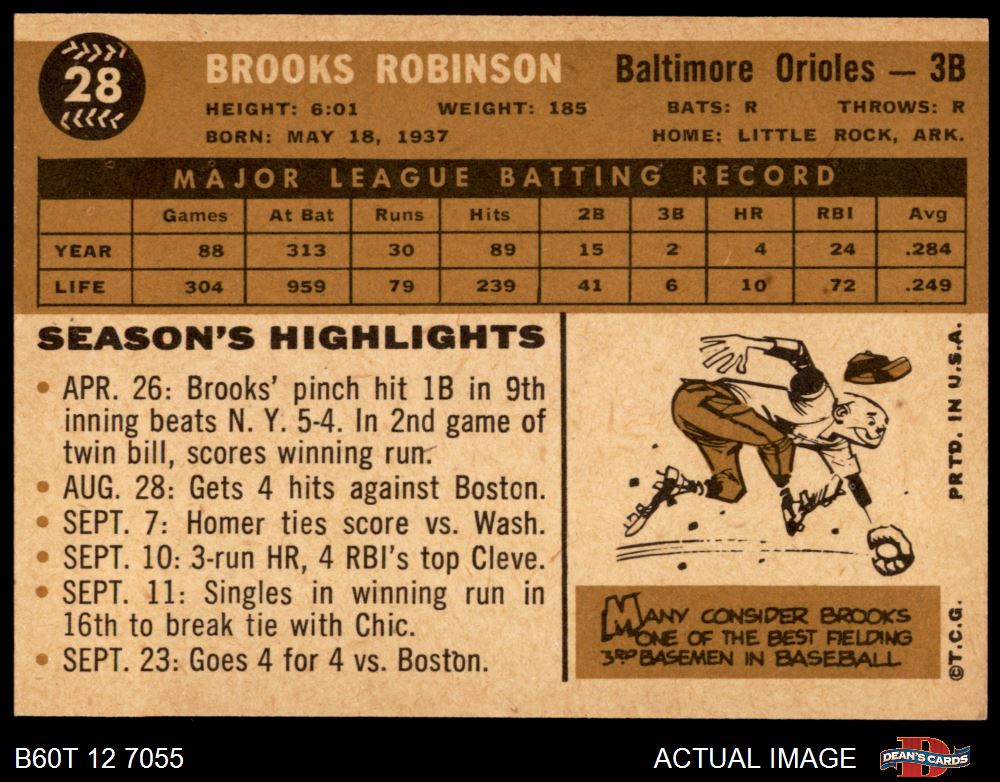 28
BROOKS ROBINSON
Baltimore Orioles — 3B
HEIGHT: 6:01 WEIGHT: 185 BATS: R THROWS: R
BORN: MAY 18, 1937 HOME: LITTLE ROCK, ARK.
MAJOR LEAGUE BATTING RECORD
Games At Bat Runs Hits 2B 3B HR RBI Avg
YEAR 88 313 30 89 15 2 4 24 .284
LIFE 304 959 79 239 41 6 10 72 .249
SEASON'S HIGHLIGHTS
• APR. 26: Brooks' pinch hit 1B in 9th
inning beats N. Y. 5-4. In 2nd game of
twin bill, scores winning run.
• AUG. 28: Gets 4 hits against Boston.
• SEPT. 7: Homer ties score vs. Wash.
• SEPT. 10: 3-run HR, 4 RBI's top Cleve.
• SEPT. 11: Singles in winning run in
16th to break tie with Chic.
• SEPT. 23: Goes 4 for 4 vs. Boston.
MANY CONSIDER BROOKS
ONE OF THE BEST FIELDING
3RD BASEMEN IN BASEBALL
PRTD. IN U.S.A.
©T.C.G.
B60T 12 7055
ACTUAL IMAGE
DEAN'S CARDS